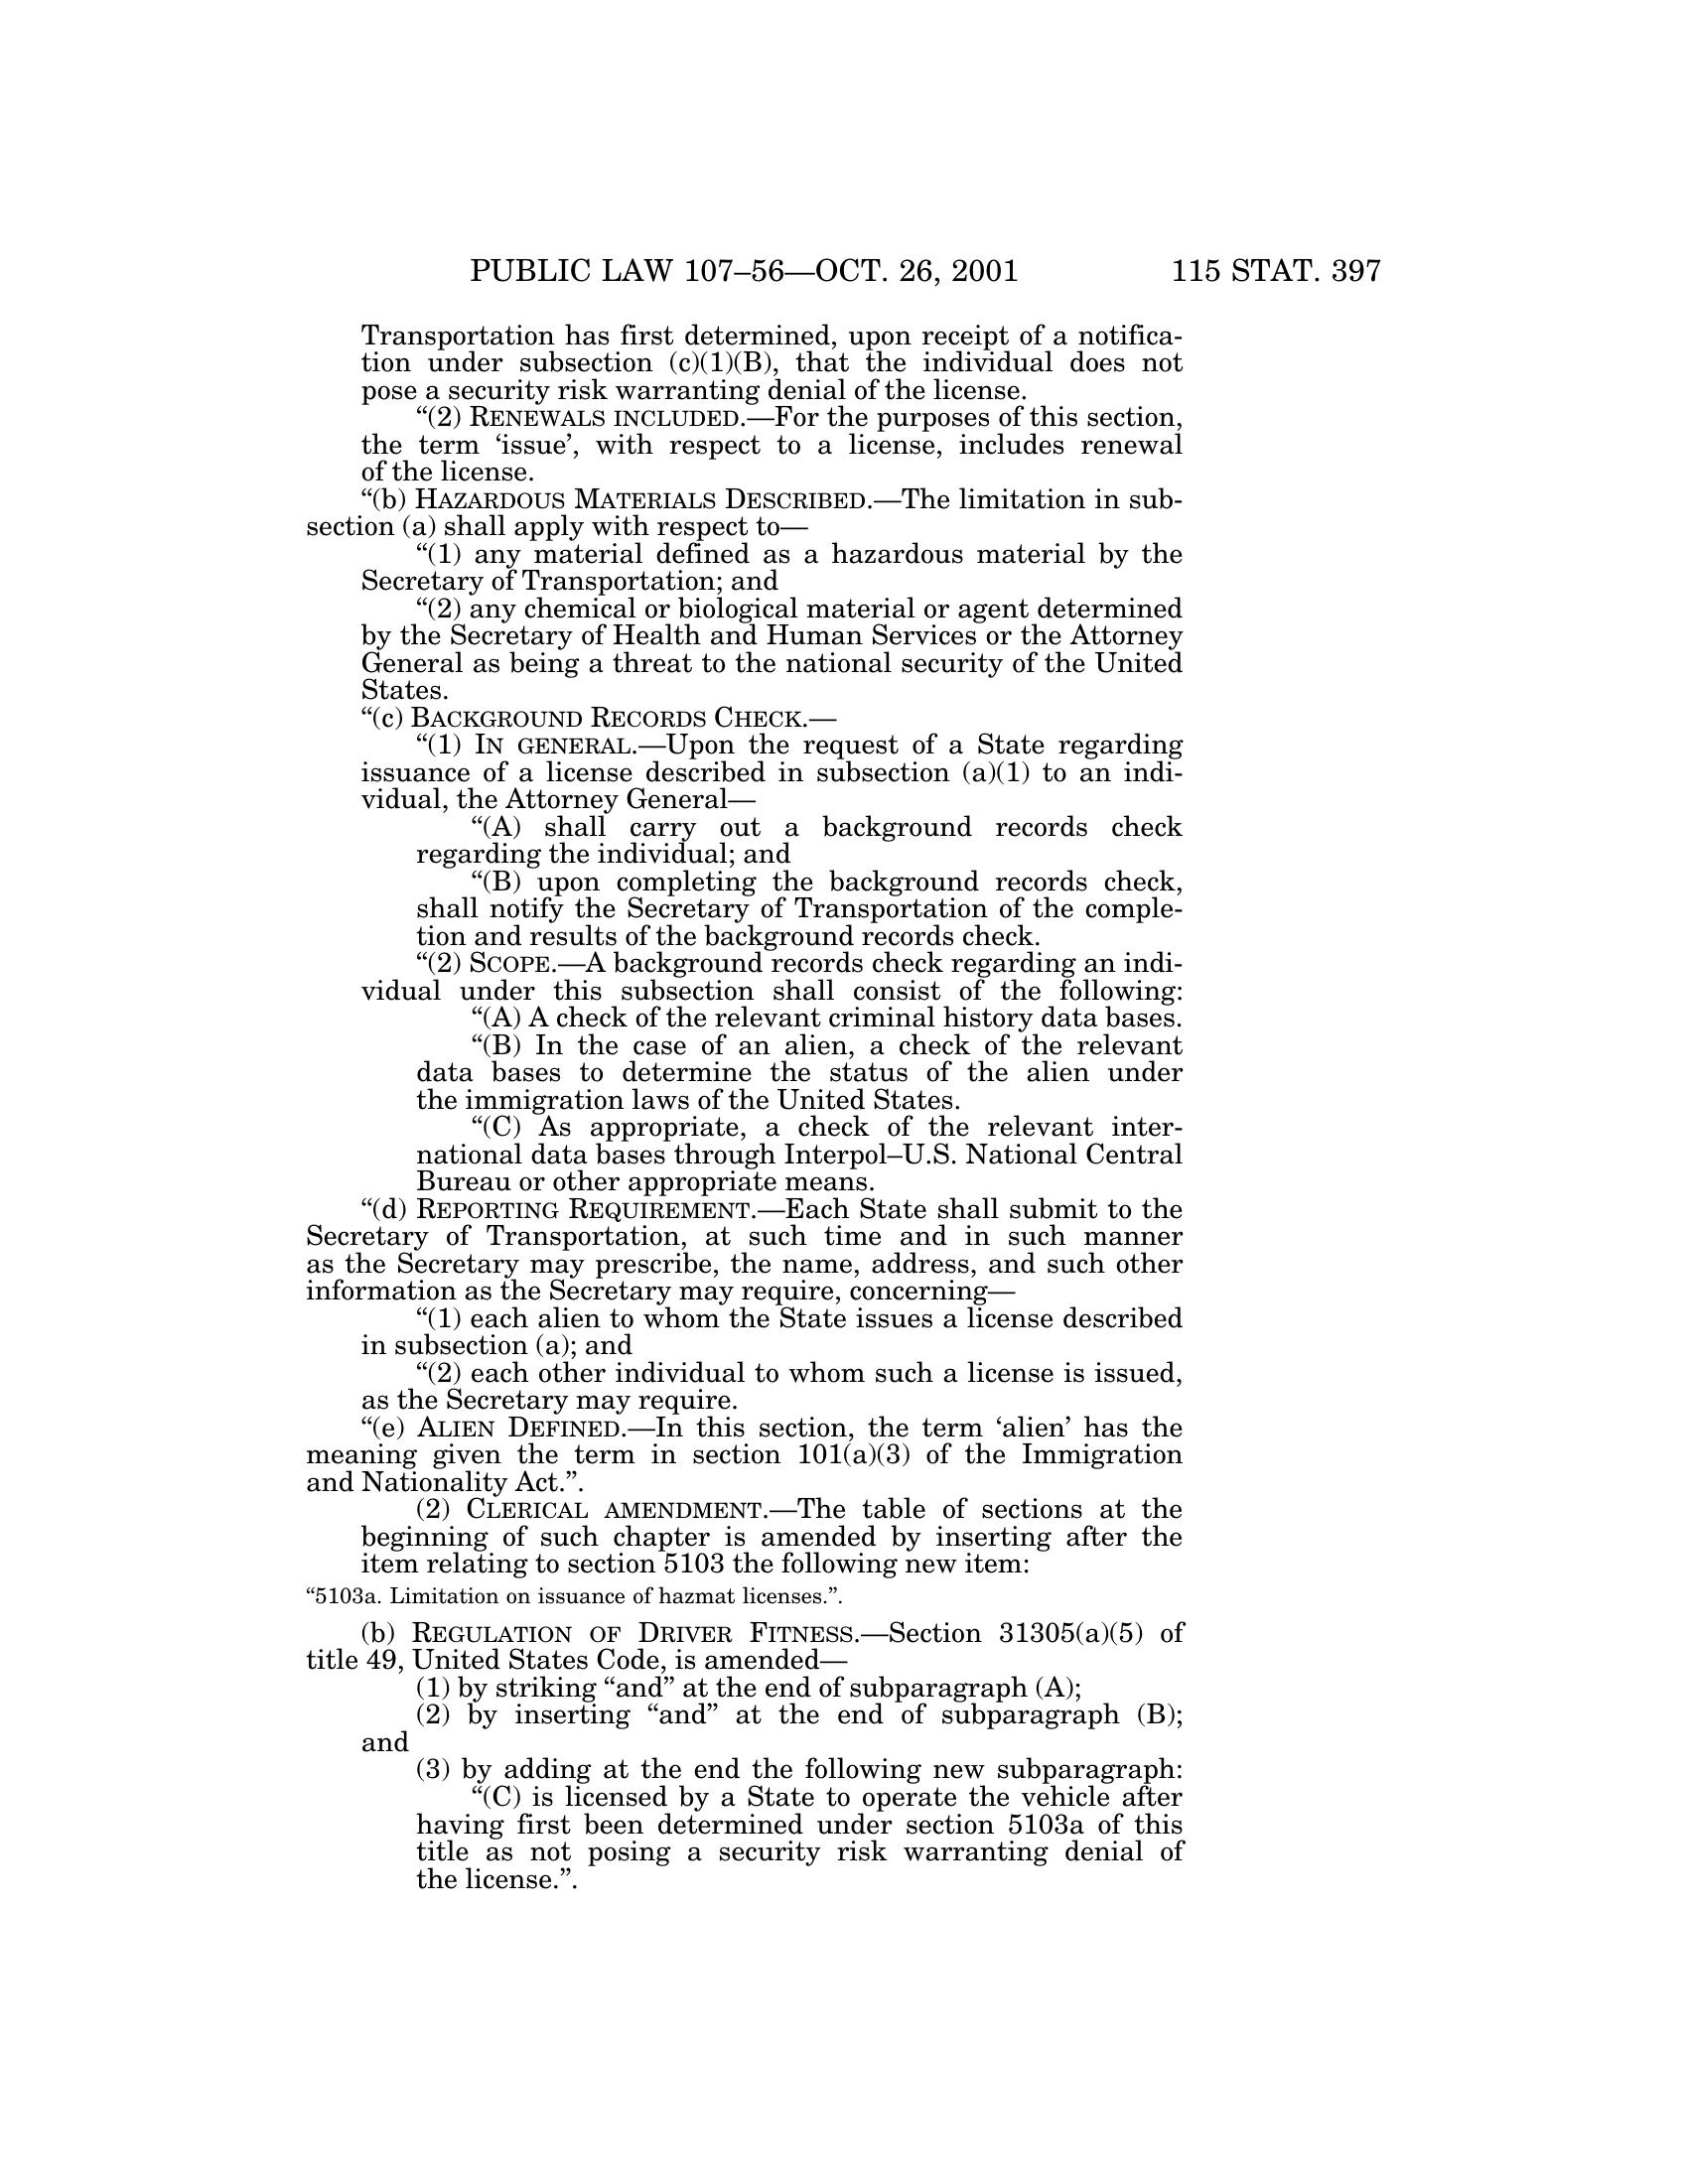 PUBLIC LAW 107–56—OCT. 26, 2001 115 STAT. 397
Transportation has first determined, upon receipt of a notifica-
tion under subsection (c)(1)(B), that the individual does not
pose a security risk warranting denial of the license.
“(2) RENEWALS INCLUDED.—For the purposes of this section,
the term ‘issue’, with respect to a license, includes renewal
of the license.
“(b) HAZARDOUS MATERIALS DESCRIBED.—The limitation in sub-
section (a) shall apply with respect to—
“(1) any material defined as a hazardous material by the
Secretary of Transportation; and
“(2) any chemical or biological material or agent determined
by the Secretary of Health and Human Services or the Attorney
General as being a threat to the national security of the United
States.
“(c) BACKGROUND RECORDS CHECK.—
“(1) IN GENERAL.—Upon the request of a State regarding
issuance of a license described in subsection (a)(1) to an indi-
vidual, the Attorney General—
“(A) shall carry out a background records check
regarding the individual; and
“(B) upon completing the background records check,
shall notify the Secretary of Transportation of the comple-
tion and results of the background records check.
“(2) SCOPE.—A background records check regarding an indi-
vidual under this subsection shall consist of the following:
“(A) A check of the relevant criminal history data bases.
“(B) In the case of an alien, a check of the relevant
data bases to determine the status of the alien under
the immigration laws of the United States.
“(C) As appropriate, a check of the relevant inter-
national data bases through Interpol–U.S. National Central
Bureau or other appropriate means.
“(d) REPORTING REQUIREMENT.—Each State shall submit to the
Secretary of Transportation, at such time and in such manner
as the Secretary may prescribe, the name, address, and such other
information as the Secretary may require, concerning—
“(1) each alien to whom the State issues a license described
in subsection (a); and
“(2) each other individual to whom such a license is issued,
as the Secretary may require.
“(e) ALIEN DEFINED.—In this section, the term ‘alien’ has the
meaning given the term in section 101(a)(3) of the Immigration
and Nationality Act.”.
(2) CLERICAL AMENDMENT.—The table of sections at the
beginning of such chapter is amended by inserting after the
item relating to section 5103 the following new item:
“5103a. Limitation on issuance of hazmat licenses.”.
(b) REGULATION OF DRIVER FITNESS.—Section 31305(a)(5) of
title 49, United States Code, is amended—
(1) by striking “and” at the end of subparagraph (A);
(2) by inserting “and” at the end of subparagraph (B);
and
(3) by adding at the end the following new subparagraph:
“(C) is licensed by a State to operate the vehicle after
having first been determined under section 5103a of this
title as not posing a security risk warranting denial of
the license.”.